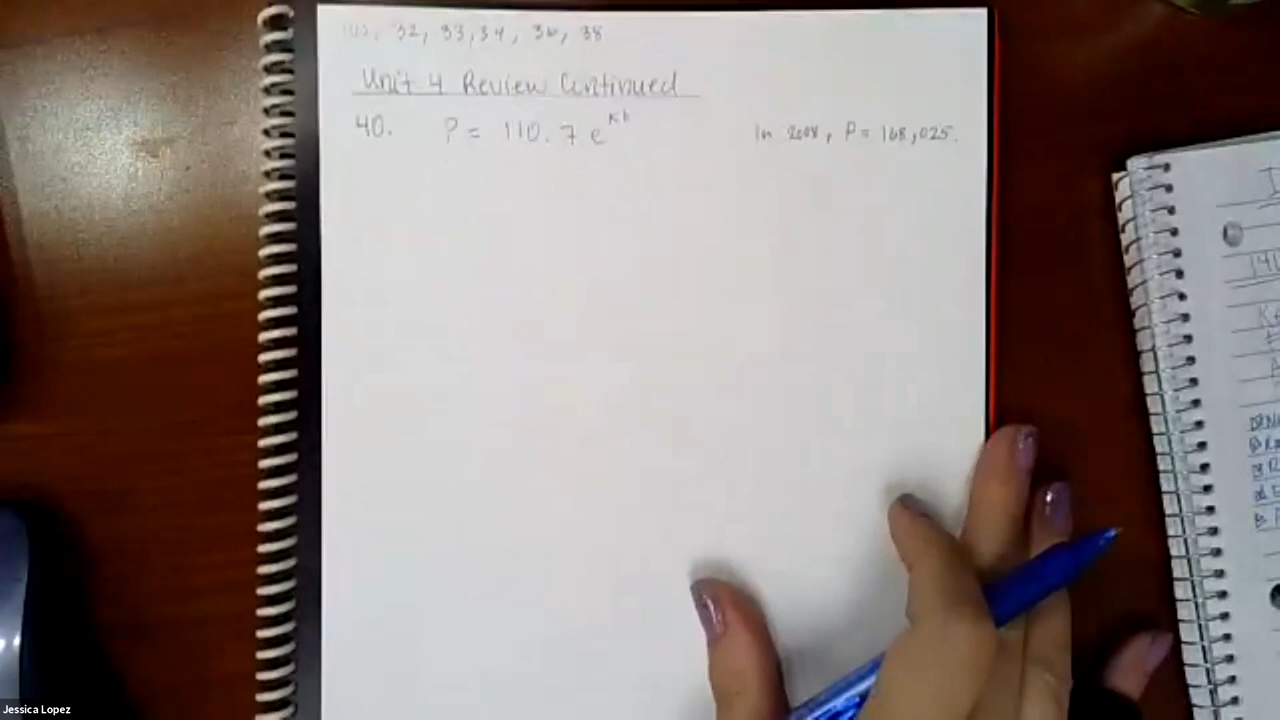 32, 33, 34, 36, 38
Unit 4 Review Continued
40. P = 110.7 e^kt In 2008, P = 168,025.
141
Jessica Lopez